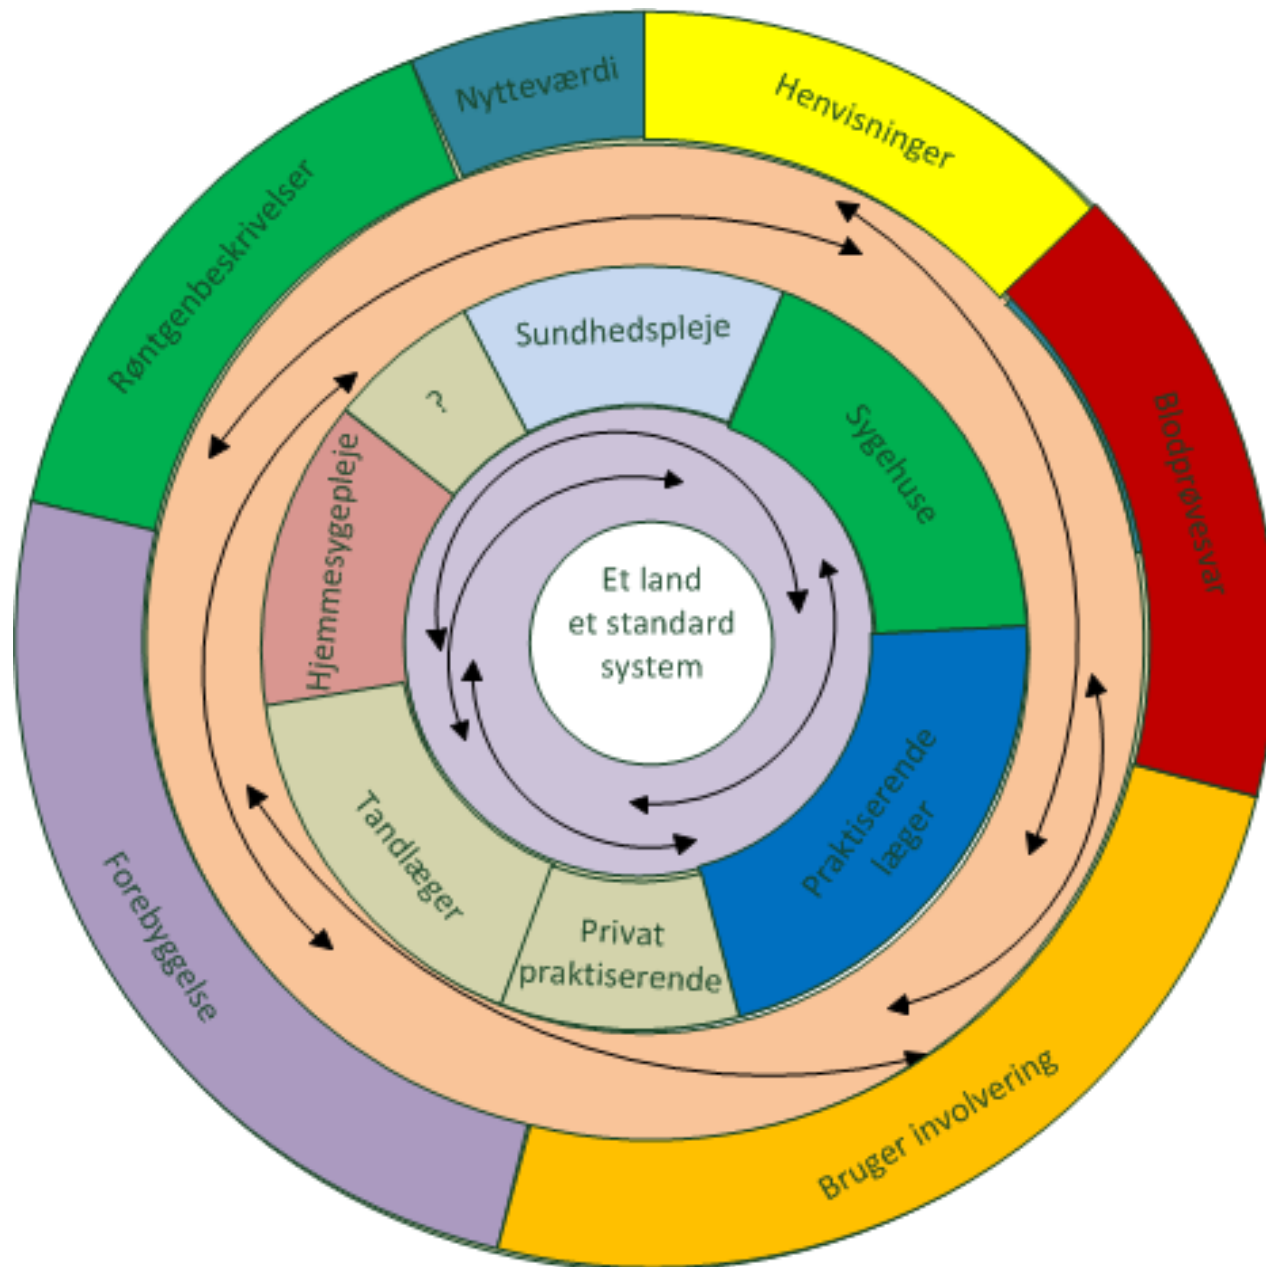 Nytteværdi
Henvisninger
Blodprøvesvar
Bruger involvering
Forebyggelse
Røntgenbeskrivelser
Sundhedspleje
Sygehuse
Praktiserende
læger
Privat
praktiserende
Tandlæger
Hjemmesygepleje
?
Et land
et standard
system